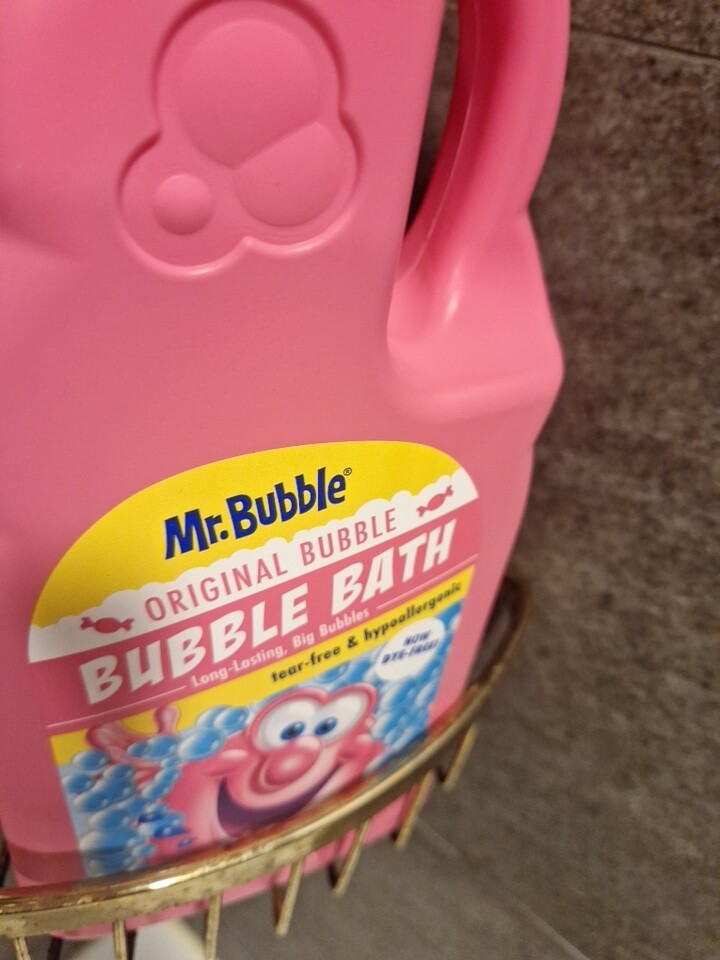 Mr. Bubble®
ORIGINAL BUBBLE
BUBBLE BATH
Long-Lasting, Big Bubbles
tear-free & hypoallergenic
NOW
DYE-FREE!